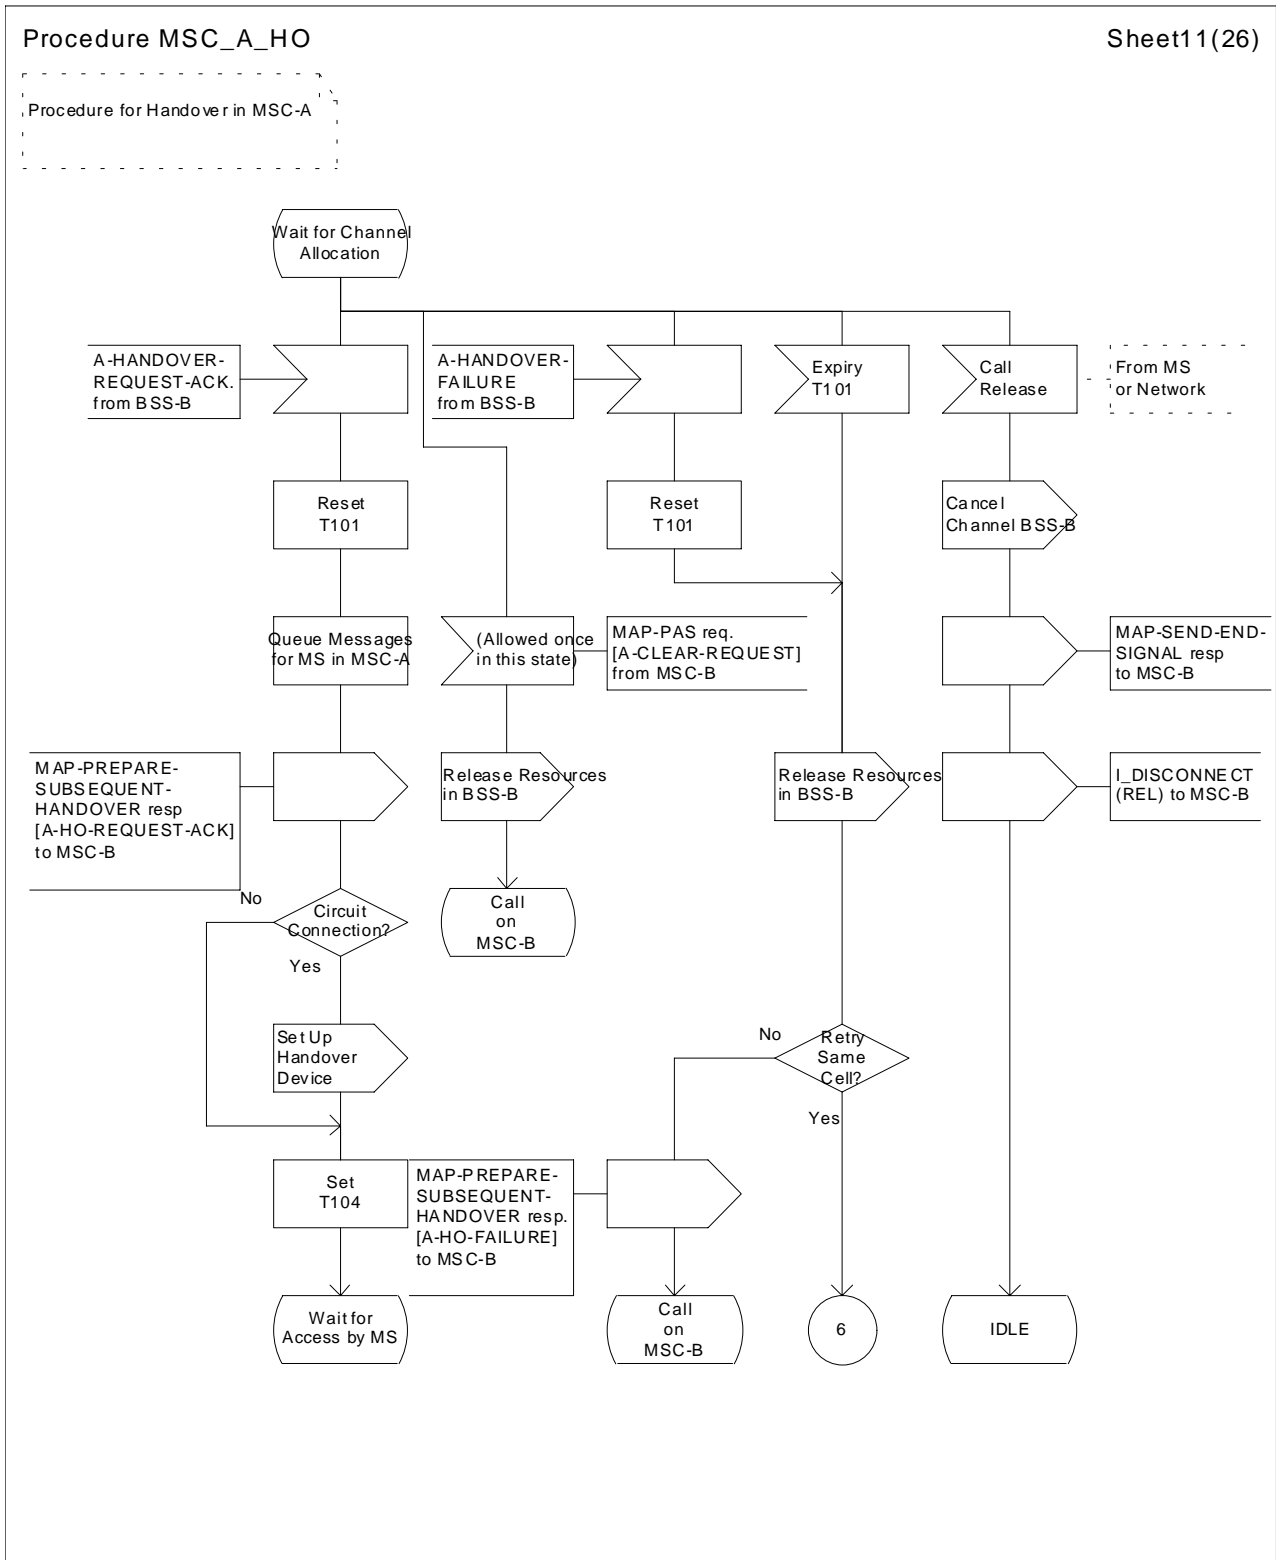 Procedure MSC_A_HO
Sheet11(26)
Procedure for Handover in MSC-A
Wait for Channel
Allocation
A-HANDOVER-
REQUEST-ACK.
from BSS-B
A-HANDOVER-
FAILURE
from BSS-B
Expiry
T101
Call
Release
From MS
or Network
Reset
T101
Reset
T101
Cancel
Channel BSS-B
Queue Messages
for MS in MSC-A
(Allowed once
in this state)
MAP-PAS req.
[A-CLEAR-REQUEST]
from MSC-B
MAP-SEND-END-
SIGNAL resp
to MSC-B
MAP-PREPARE-
SUBSEQUENT-
HANDOVER resp
[A-HO-REQUEST-ACK]
to MSC-B
Release Resources
in BSS-B
Release Resources
in BSS-B
I_DISCONNECT
(REL) to MSC-B
No
Circuit
Connection?
Yes
Call
on
MSC-B
Set Up
Handover
Device
No
Retry
Same
Cell?
Yes
Set
T104
MAP-PREPARE-
SUBSEQUENT-
HANDOVER resp.
[A-HO-FAILURE]
to MSC-B
Wait for
Access by MS
Call
on
MSC-B
6
IDLE